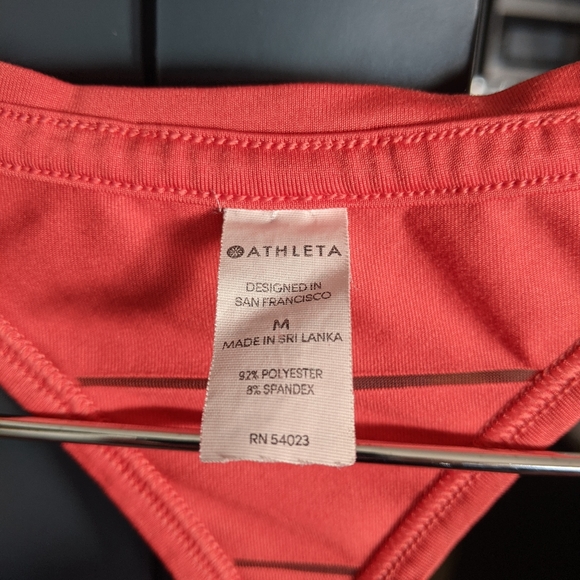 ATHLETA
DESIGNED IN
SAN FRANCISCO
M
MADE IN SRI LANKA
92% POLYESTER
8% SPANDEX
RN 54023